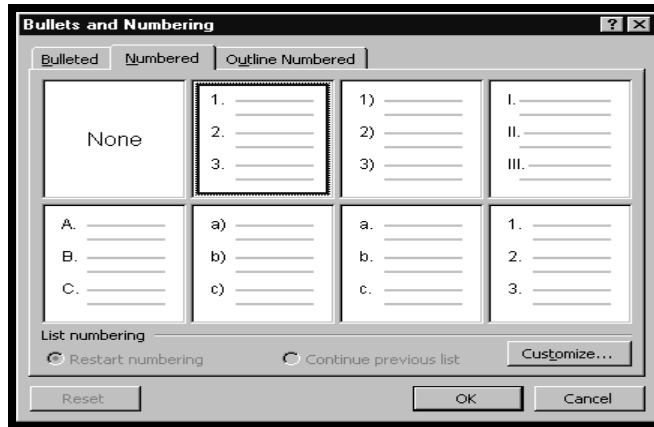 Bullets and Numbering
Bulleted Numbered Outline Numbered
None
1.
2.
3.
1)
2)
3)
I.
II.
III.
A.
B.
C.
a)
b)
c)
a.
b.
c.
1.
2.
3.
List numbering
Restart numbering Continue previous list Customize...
Reset OK Cancel